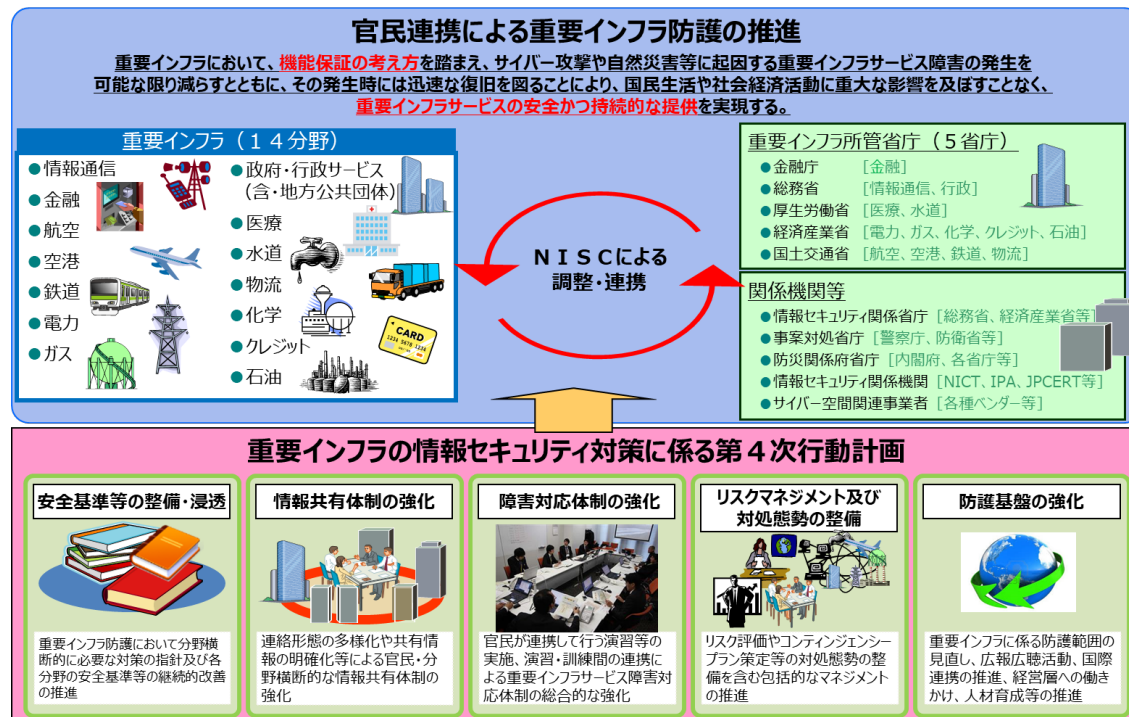 官民連携による重要インフラ防護の推進
重要インフラにおいて、機能保証の考え方を踏まえ、サイバー攻撃や自然災害等に起因する重要インフラサービス障害の発生を
可能な限り減らすとともに、その発生時には迅速な復旧を図ることにより、国民生活や社会経済活動に重大な影響を及ぼすことなく、
重要インフラサービスの安全かつ持続的な提供を実現する。
重要インフラ（１４分野）
●情報通信
●金融
●航空
●空港
●鉄道
●電力
●ガス
●政府・行政サービス
（含・地方公共団体）
●医療
●水道
●物流
●化学
●クレジット
●石油
CARD
1234 5678 1234
ＮＩＳＣによる
調整・連携
重要インフラ所管省庁（５省庁）
●金融庁 ［金融］
●総務省 ［情報通信、行政］
●厚生労働省 ［医療、水道］
●経済産業省 ［電力、ガス、化学、クレジット、石油］
●国土交通省 ［航空、空港、鉄道、物流］
関係機関等
●情報セキュリティ関係省庁 ［総務省、経済産業省等］
●事案対処省庁 ［警察庁、防衛省等］
●防災関係府省庁 ［内閣府、各省庁等］
●情報セキュリティ関係機関 ［NICT、IPA、JPCERT等］
●サイバー空間関連事業者 ［各種ベンダー等］
重要インフラの情報セキュリティ対策に係る第４次行動計画
安全基準等の整備・浸透
重要インフラ防護において分野横
断的に必要な対策の指針及び各
分野の安全基準等の継続的改善
の推進
情報共有体制の強化
連絡形態の多様化や共有情
報の明確化等による官民・分
野横断的な情報共有体制の
強化
障害対応体制の強化
官民が連携して行う演習等の
実施、演習・訓練間の連携に
よる重要インフラサービス障害対
応体制の総合的な強化
リスクマネジメント及び
対処態勢の整備
リスク評価やコンティンジェンシー
プラン策定等の対処態勢の整
備を含む包括的なマネジメント
の推進
防護基盤の強化
重要インフラに係る防護範囲の
見直し、広報広聴活動、国際
連携の推進、経営層への働き
かけ、人材育成等の推進